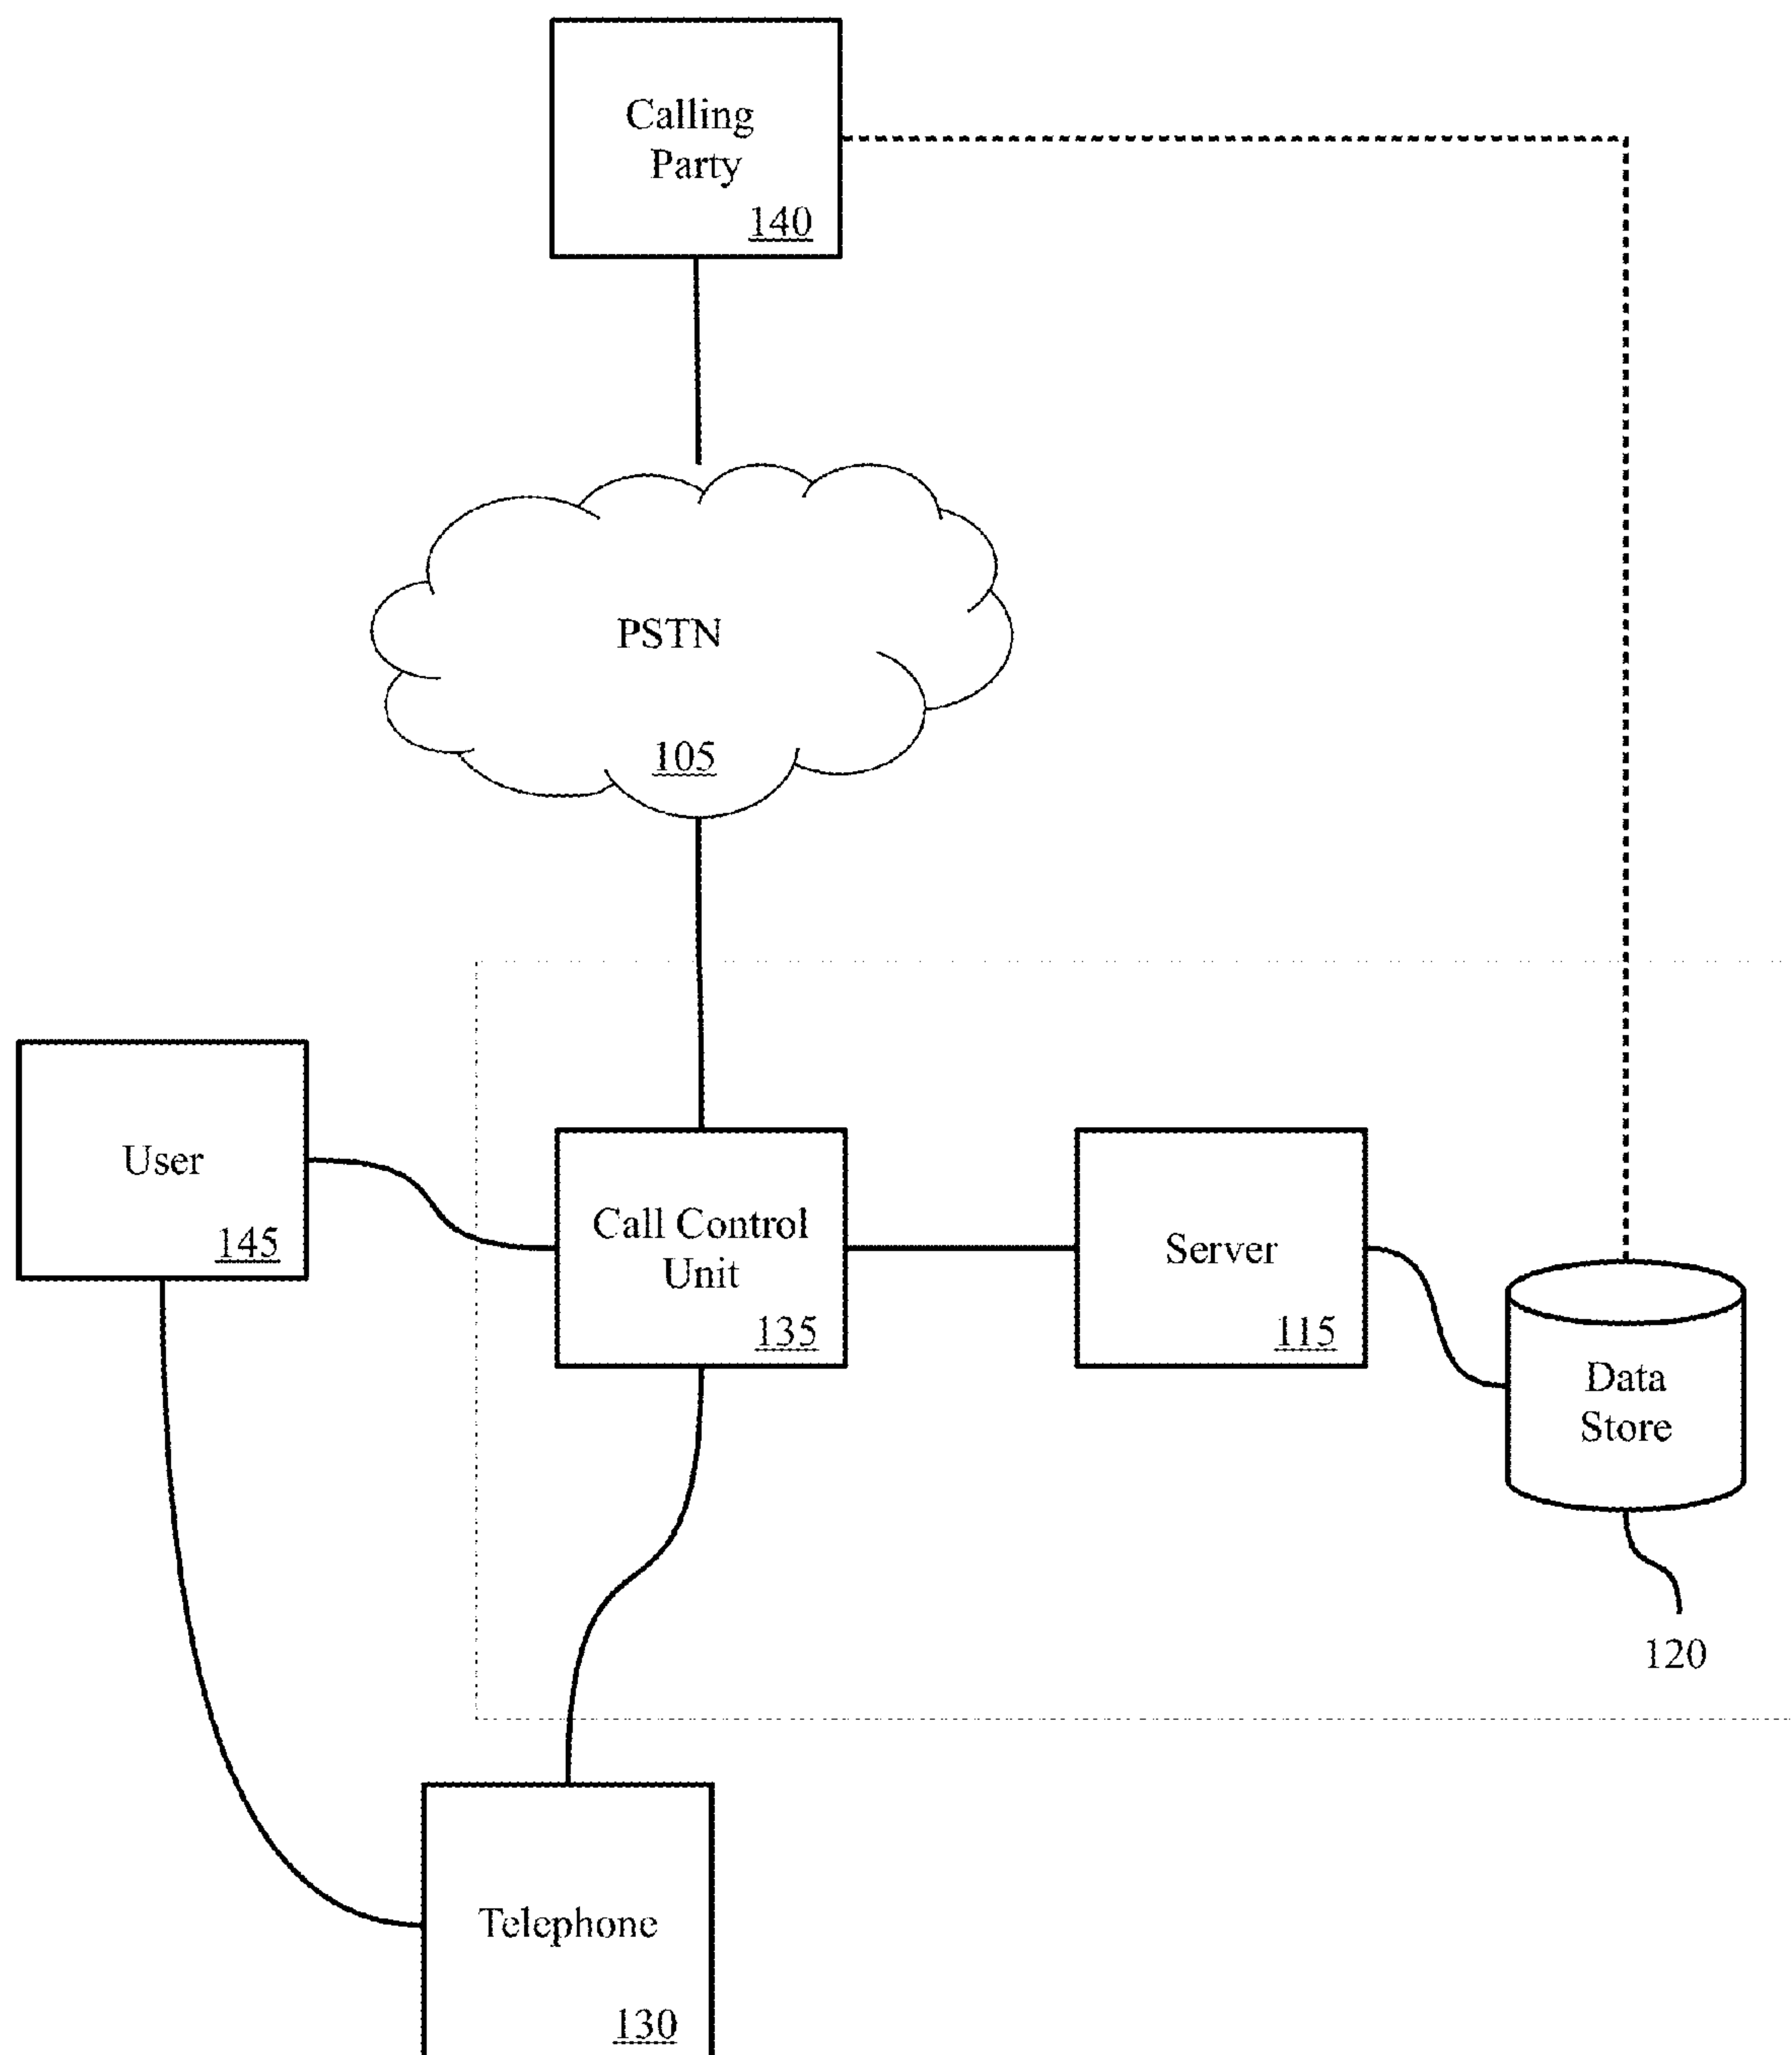 Calling
Party
140
PSTN
105
User
145
Call Control
Unit
135
Server
115
Data
Store
120
Telephone
130